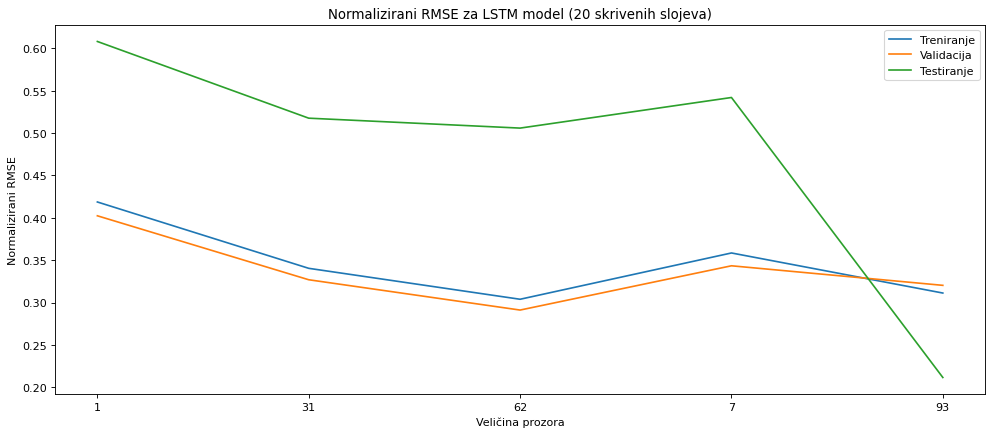 Normalizirani RMSE za LSTM model (20 skrivenih slojeva)
Treniranje
Validacija
Testiranje
Normalizirani RMSE
0.60
0.55
0.50
0.45
0.40
0.35
0.30
0.25
0.20
1 31 62 7 93
Veličina prozora